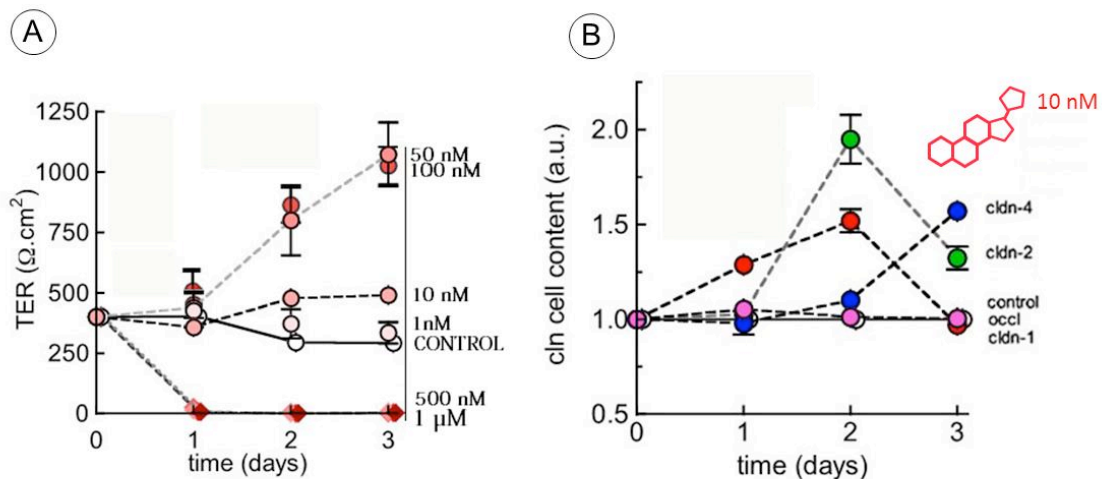 A
1250
1000
750
500
250
0
TER (Ω.cm²)
0 1 2 3
time (days)
50 nM
100 nM
10 nM
1nM
CONTROL
500 nM
1 µM
B
2.0
1.5
1.0
0.5
cln cell content (a.u.)
0 1 2 3
time (days)
10 nM
cldn-4
cldn-2
control
occl
cldn-1